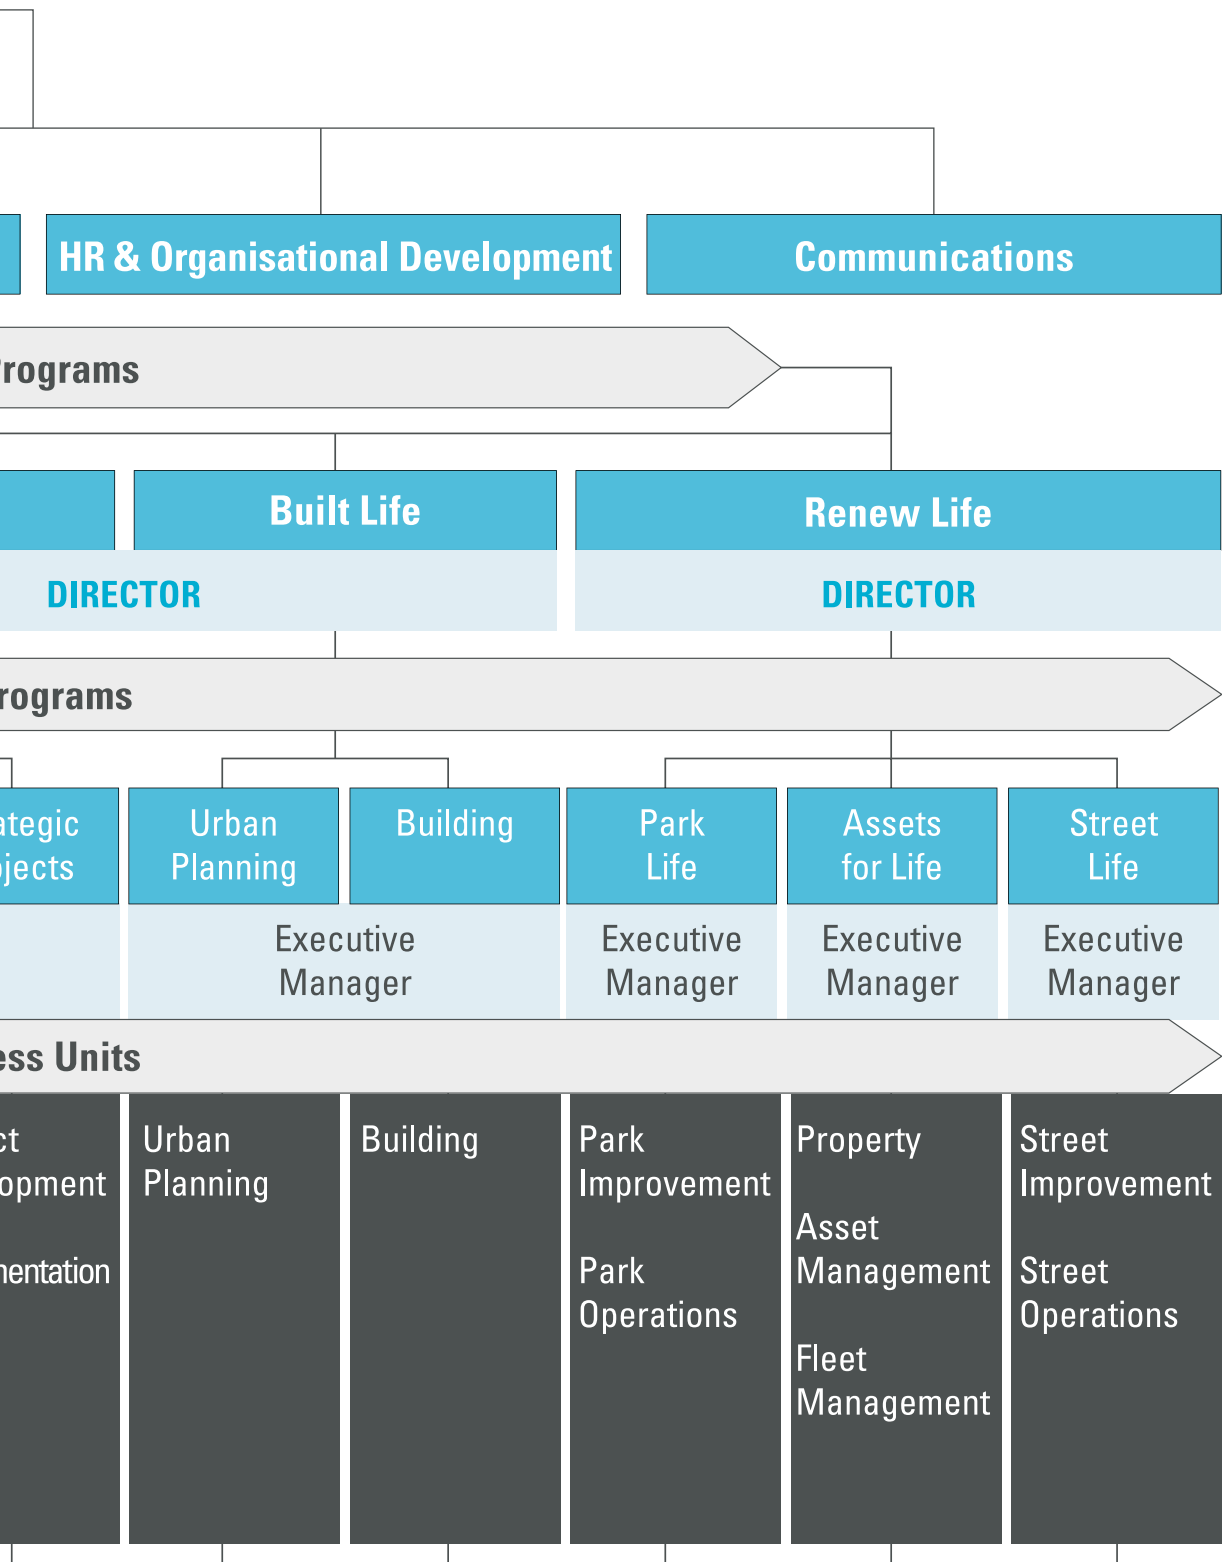 HR & Organisational Development
Communications
Programs
Built Life
Renew Life
DIRECTOR
DIRECTOR
rograms
ategic
jects
Urban
Planning
Building
Park
Life
Assets
for Life
Street
Life
Executive
Manager
Executive
Manager
Executive
Manager
Executive
Manager
ess Units
ct
opment
mentation
Urban
Planning
Building
Park
Improvement
Park
Operations
Property
Asset
Management
Fleet
Management
Street
Improvement
Street
Operations